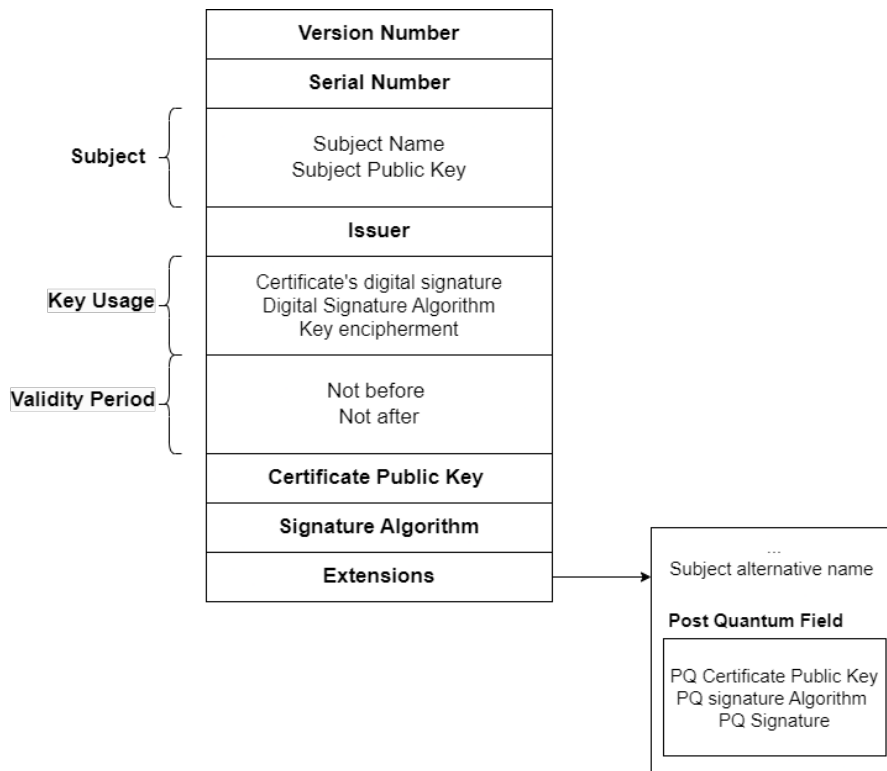 Version Number
Serial Number
Subject
Subject Name
Subject Public Key
Issuer
Key Usage
Certificate's digital signature
Digital Signature Algorithm
Key encipherment
Validity Period
Not before
Not after
Certificate Public Key
Signature Algorithm
Extensions
...
Subject alternative name
Post Quantum Field
PQ Certificate Public Key
PQ signature Algorithm
PQ Signature